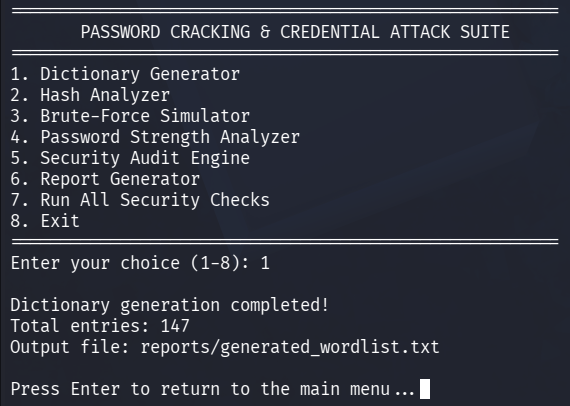 PASSWORD CRACKING & CREDENTIAL ATTACK SUITE
1. Dictionary Generator
2. Hash Analyzer
3. Brute-Force Simulator
4. Password Strength Analyzer
5. Security Audit Engine
6. Report Generator
7. Run All Security Checks
8. Exit
Enter your choice (1-8): 1
Dictionary generation completed!
Total entries: 147
Output file: reports/generated_wordlist.txt
Press Enter to return to the main menu...